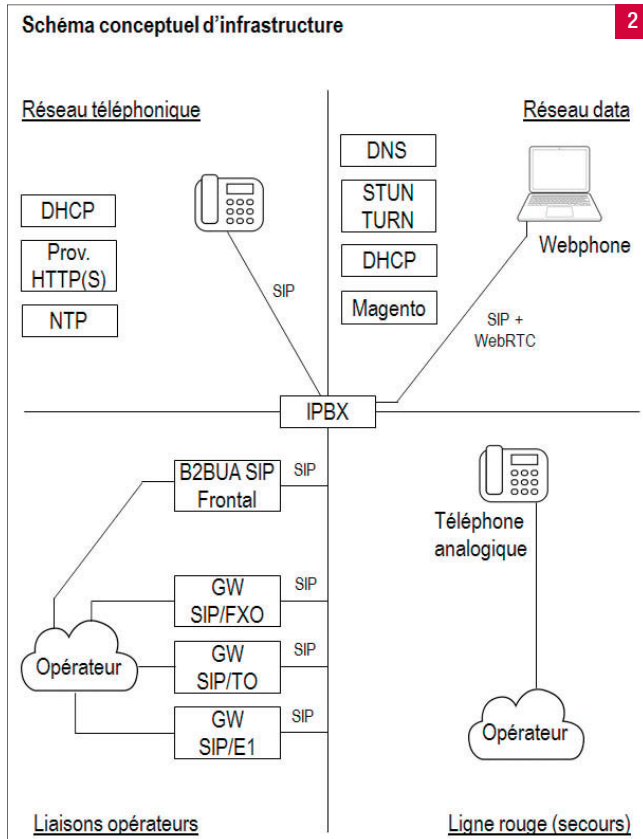 Schéma conceptuel d'infrastructure
2
Réseau téléphonique
DHCP
Prov.
HTTP(S)
NTP
SIP
Réseau data
DNS
STUN
TURN
DHCP
Magento
Webphone
SIP +
WebRTC
IPBX
B2BUA SIP
Frontal
SIP
GW
SIP/FXO
SIP
GW
SIP/TO
SIP
GW
SIP/E1
SIP
Opérateur
Liaisons opérateurs
Téléphone
analogique
Opérateur
Ligne rouge (secours)